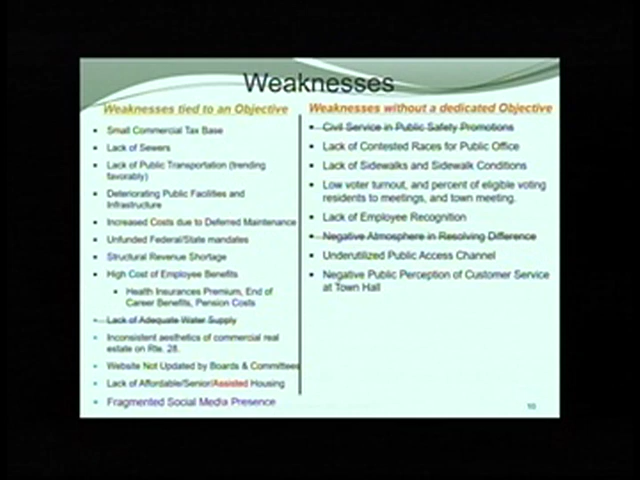 Weaknesses
Weaknesses tied to an Objective
Small Commercial Tax Base
Lack of Sewers
Lack of Public Transportation (trending
favorably)
Deteriorating Public Facilities and
Infrastructure
Increased Costs due to Deferred Maintenance
Unfunded Federal/State mandates
Structural Revenue Shortage
High Cost of Employee Benefits
Health Insurances Premium, End of
Career Benefits, Pension Costs
Lack of Adequate Water Supply
Inconsistent aesthetics of commercial real
estate on Rte. 28.
Website Not Updated by Boards & Committees
Lack of Affordable/Senior/Assisted Housing
Fragmented Social Media Presence
Weaknesses without a dedicated Objective
Civil Service in Public Safety Promotions
Lack of Contested Races for Public Office
Lack of Sidewalks and Sidewalk Conditions
Low voter turnout, and percent of eligible voting
residents to meetings, and town meeting.
Lack of Employee Recognition
Negative Atmosphere in Resolving Difference
Underutilized Public Access Channel
Negative Public Perception of Customer Service
at Town Hall
10